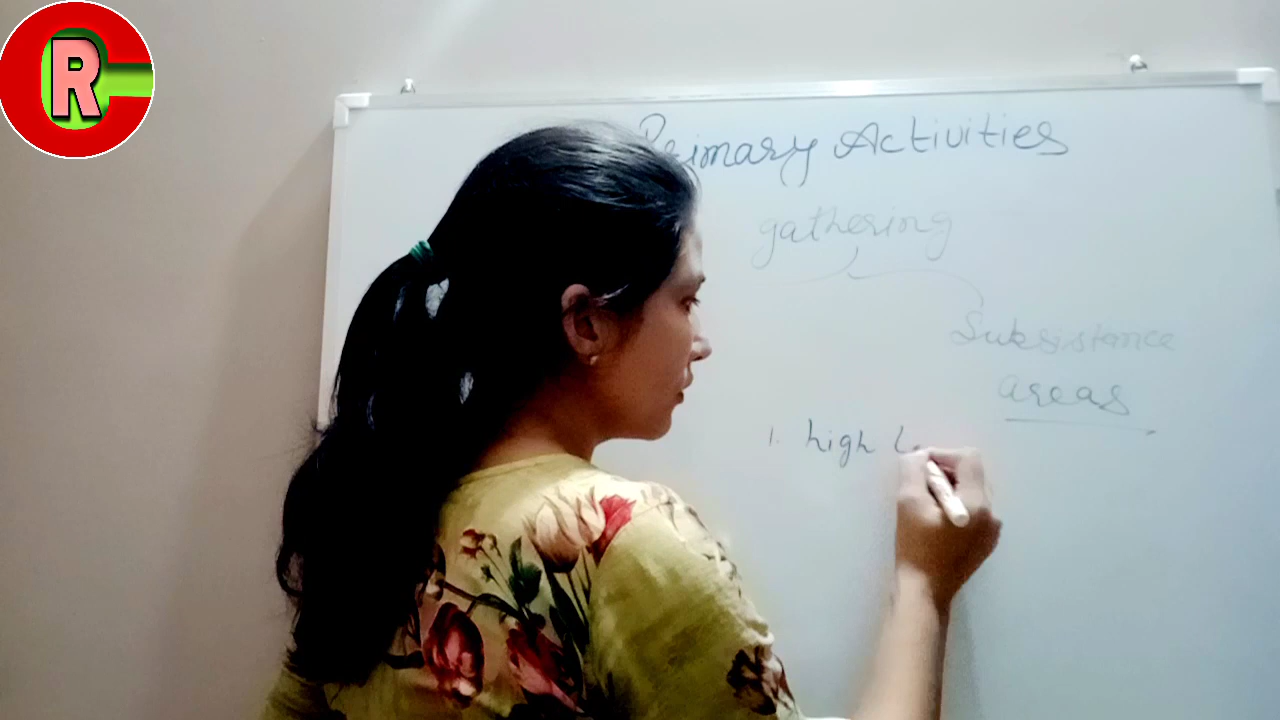 R
Primary Activities
gathering
Subsistance
areas
1. high